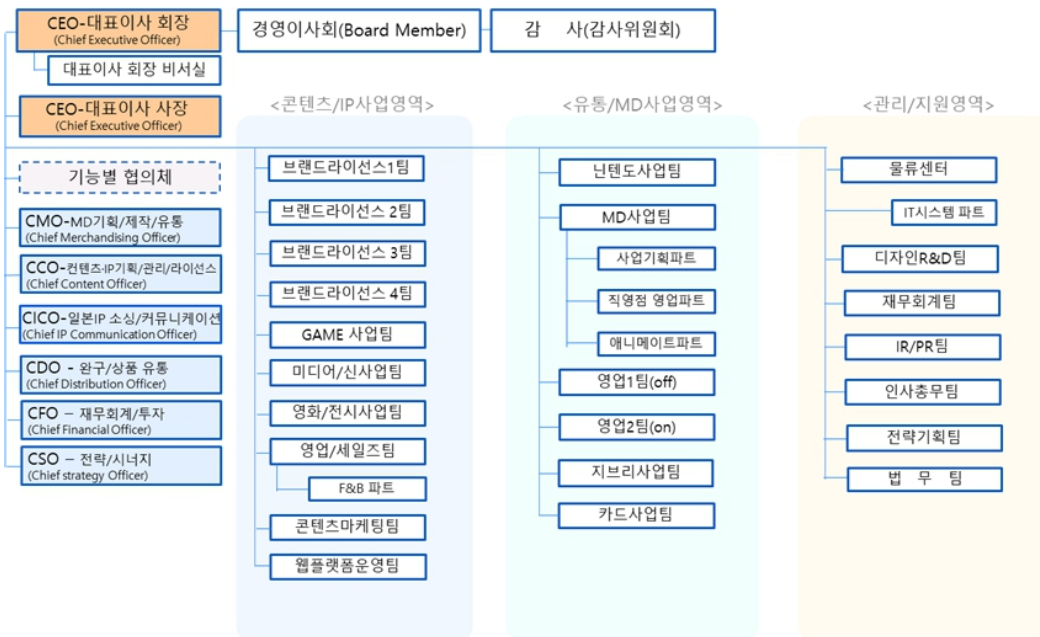 CEO-대표이사 회장
(Chief Executive Officer)
경영이사회(Board Member)
감 사(감사위원회)
대표이사 회장 비서실
CEO-대표이사 사장
(Chief Executive Officer)
기능별 협의체
CMO-MD기획/제작/유통
(Chief Merchandising Officer)
CCO-컨텐츠·IP기획/관리/라이선스
(Chief Content Officer)
CICO-일본IP 소싱/커뮤니케이션
(Chief IP Communication Officer)
CDO - 완구/상품 유통
(Chief Distribution Officer)
CFO – 재무회계/투자
(Chief Financial Officer)
CSO – 전략/시너지
(Chief strategy Officer)
<콘텐츠/IP사업영역>
브랜드라이선스1팀
브랜드라이선스 2팀
브랜드라이선스 3팀
브랜드라이선스 4팀
GAME 사업팀
미디어/신사업팀
영화/전시사업팀
영업/세일즈팀
F&B 파트
콘텐츠마케팅팀
웹플랫폼운영팀
<유통/MD사업영역>
닌텐도사업팀
MD사업팀
사업기획파트
직영점 영업파트
애니메이트파트
영업1팀(off)
영업2팀(on)
지브리사업팀
카드사업팀
<관리/지원영역>
물류센터
IT시스템 파트
디자인R&D팀
재무회계팀
IR/PR팀
인사총무팀
전략기획팀
법 무 팀